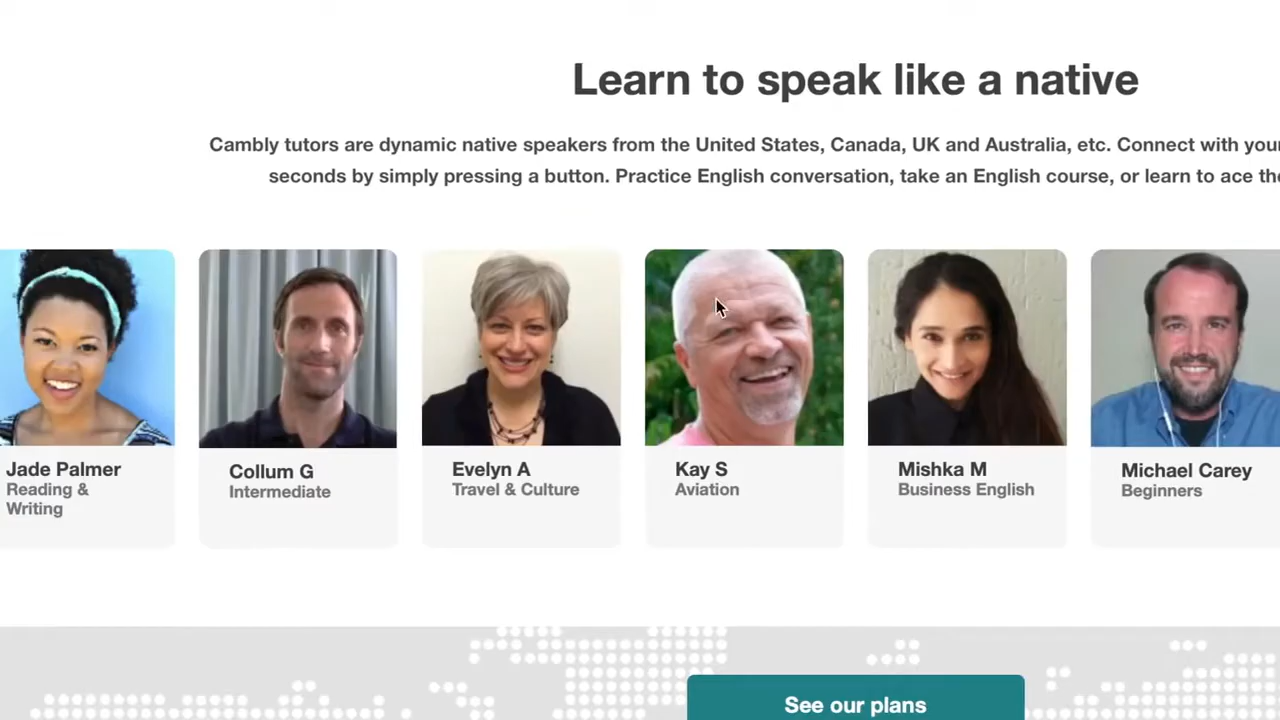 Learn to speak like a native
Cambly tutors are dynamic native speakers from the United States, Canada, UK and Australia, etc. Connect with your
seconds by simply pressing a button. Practice English conversation, take an English course, or learn to ace the
Jade Palmer
Reading &
Writing
Collum G
Intermediate
Evelyn A
Travel & Culture
Kay S
Aviation
Mishka M
Business English
Michael Carey
Beginners
See our plans